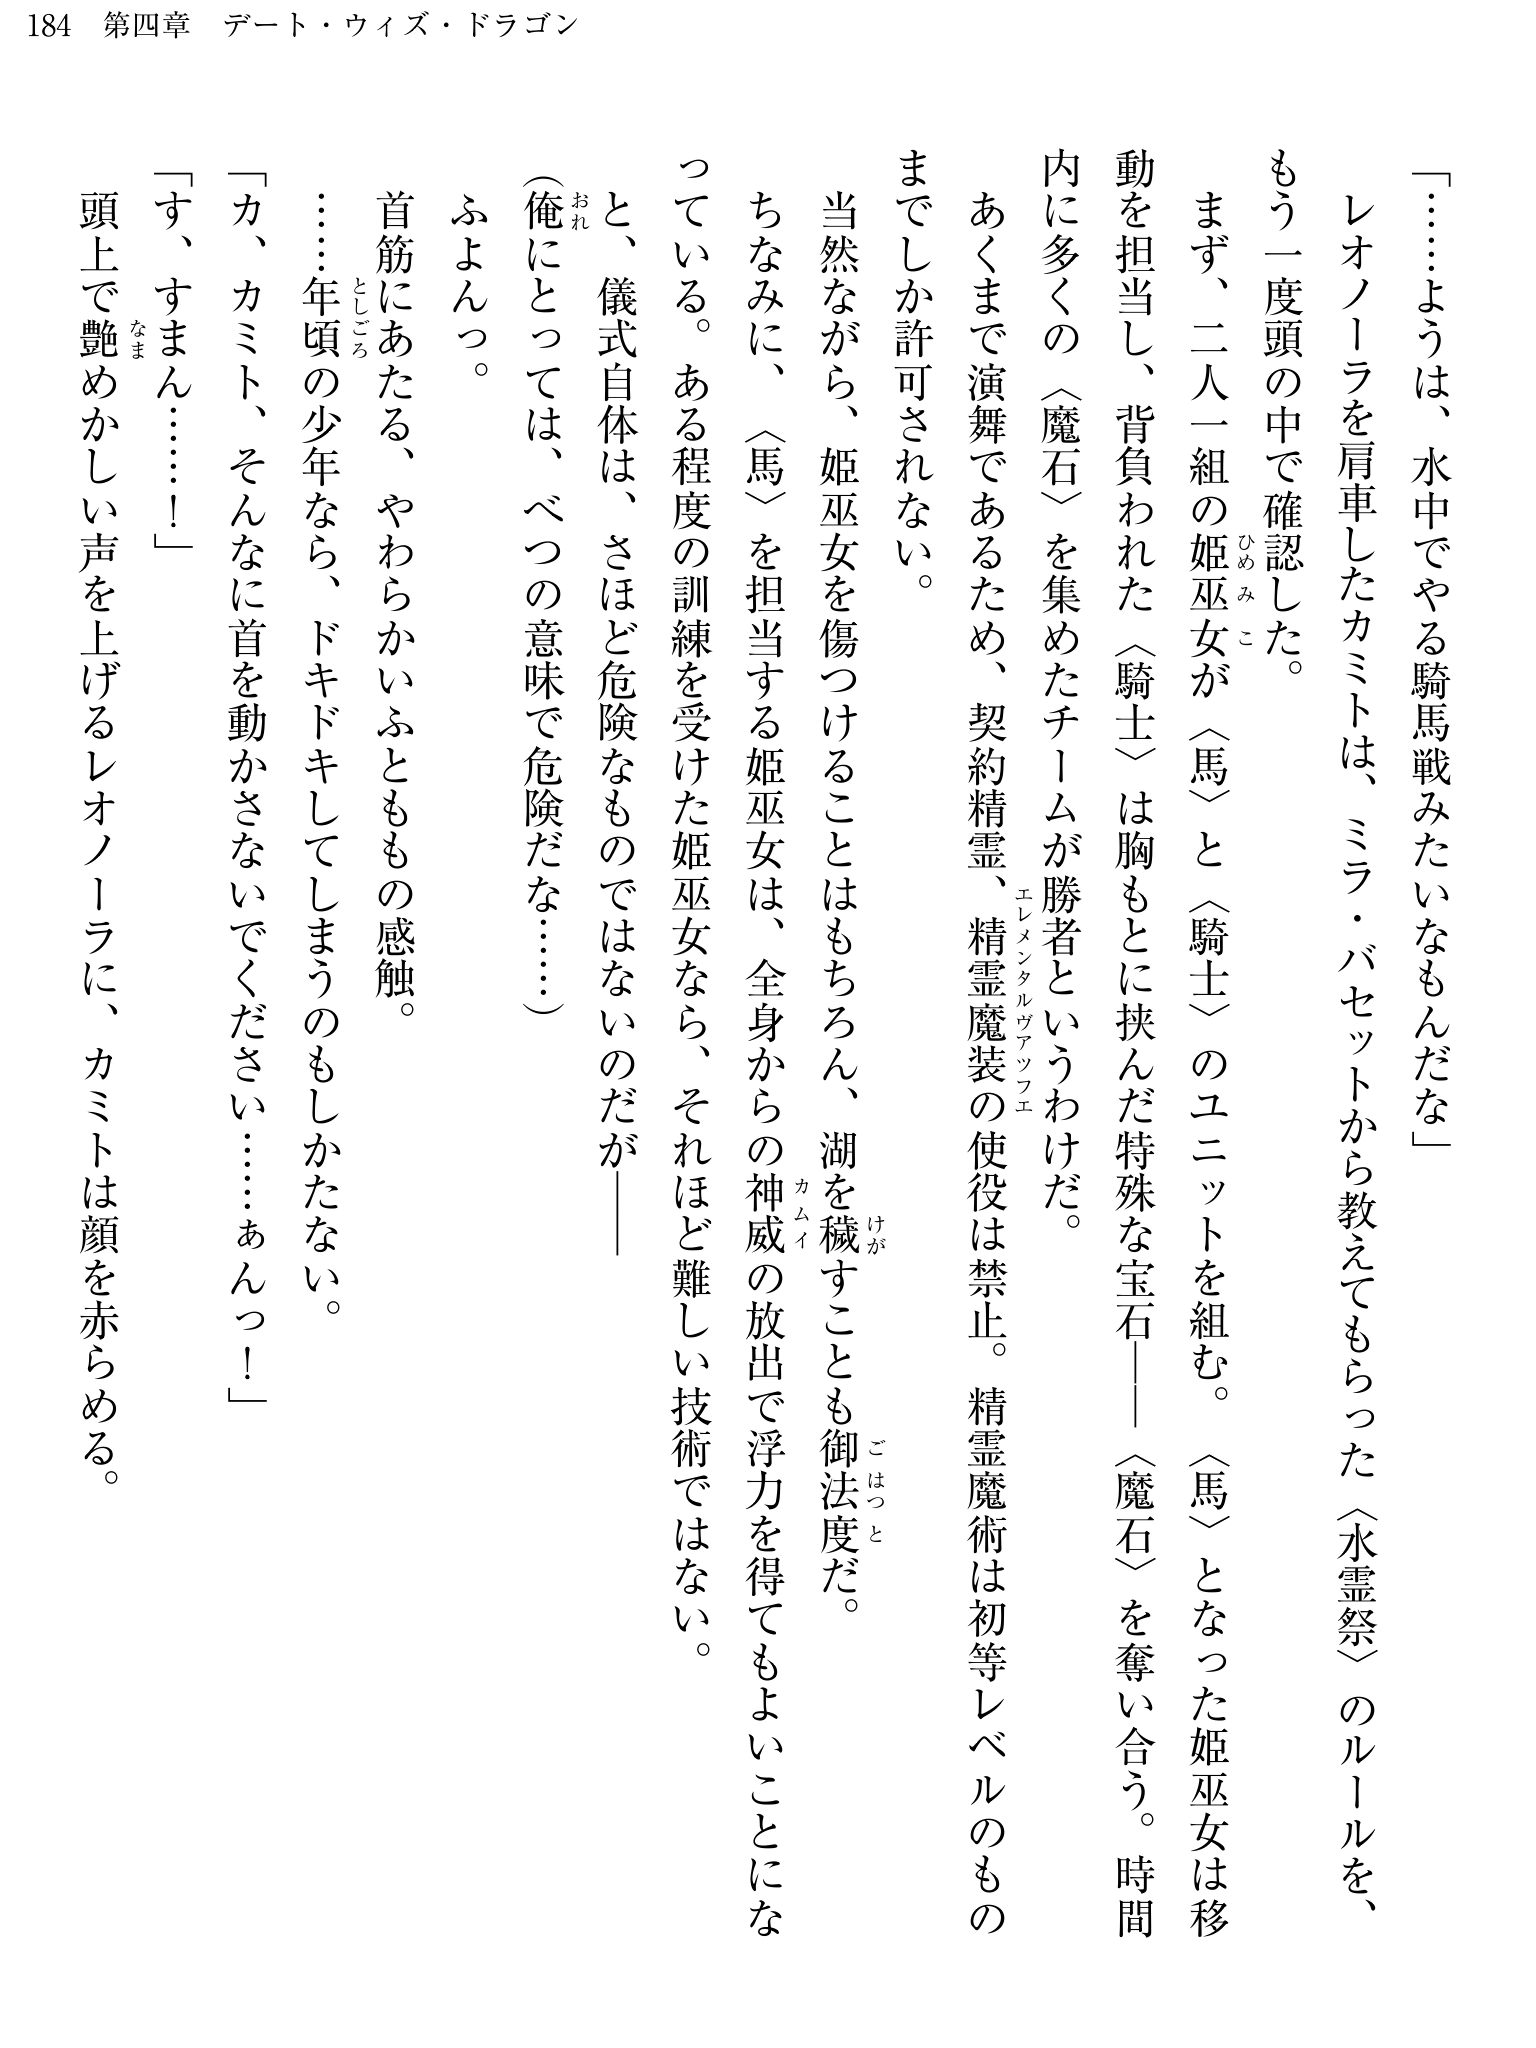 184 第四章 デート・ウィズ・ドラゴン
「……ようは、水中でやる騎馬戦みたいなもんだな」
レオノーラを肩車したカミトは、ミラ・バセットから教えてもらった〈水霊祭〉のルールを、
もう一度頭の中で確認した。
まず、二人一組の姫巫女が〈馬〉と〈騎士〉のユニットを組む。〈馬〉となった姫巫女は移
動を担当し、背負われた〈騎士〉は胸もとに挟んだ特殊な宝石――〈魔石〉を奪い合う。時間
内に多くの〈魔石〉を集めたチームが勝者というわけだ。
あくまで演舞であるため、契約精霊、精霊魔装の使役は禁止。精霊魔術は初等レベルのもの
までしか許可されない。
当然ながら、姫巫女を傷つけることはもちろん、湖を穢すことも御法度だ。
ちなみに、〈馬〉を担当する姫巫女は、全身からの神威の放出で浮力を得てもよいことにな
っている。ある程度の訓練を受けた姫巫女なら、それほど難しい技術ではない。
と、儀式自体は、さほど危険なものではないのだが――
（俺にとっては、べつの意味で危険だな……）
ふよんっ。
首筋にあたる、やわらかいふとももの感触。
……年頃の少年なら、ドキドキしてしまうのもしかたない。
「カ、カミト、そんなに首を動かさないでください……ぁんっ！」
「す、すまん……！」
頭上で艶めかしい声を上げるレオノーラに、カミトは顔を赤らめる。
ひめみこ
エレメンタルヴァッフェ
けが
ごはっと
カムイ
おれ
としごろ
なま